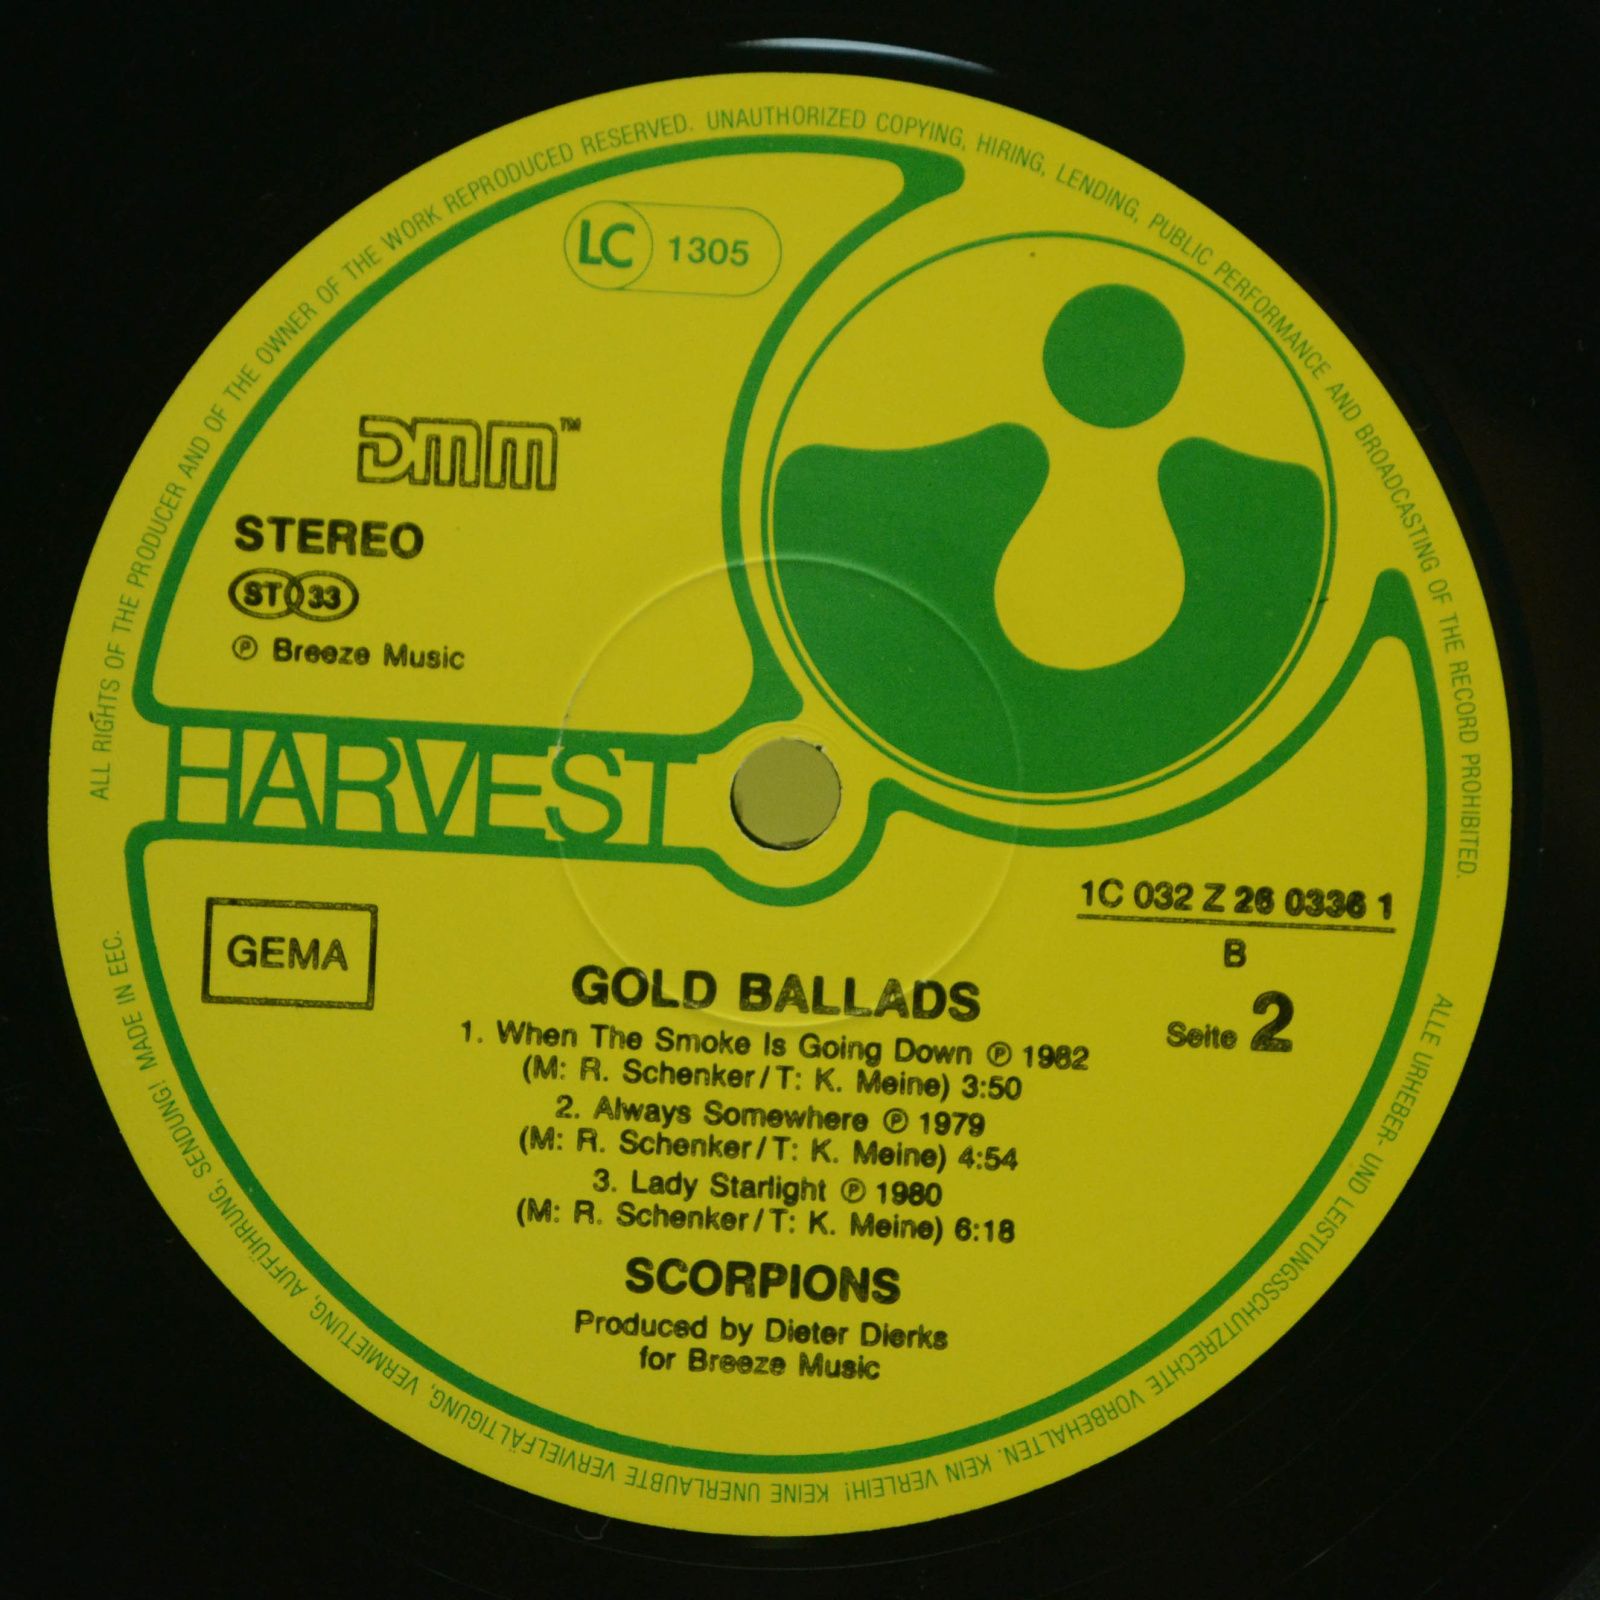 ALL RIGHTS OF THE PRODUCER AND OF THE OWNER OF THE WORK REPRODUCED RESERVED. UNAUTHORIZED COPYING, HIRING, LENDING, PUBLIC PERFORMANCE AND BROADCASTING OF THE RECORD PROHIBITED.
LC 1305
DMM™
STEREO
ST 33
℗ Breeze Music
HARVEST
GEMA
1C 032 Z 26 0336 1
B
Seite 2
GOLD BALLADS
1. When The Smoke Is Going Down ℗ 1982
(M: R. Schenker/T: K. Meine) 3:50
2. Always Somewhere ℗ 1979
(M: R. Schenker/T: K. Meine) 4:54
3. Lady Starlight ℗ 1980
(M: R. Schenker/T: K. Meine) 6:18
SCORPIONS
Produced by Dieter Dierks
for Breeze Music
ALLE URHEBER- UND LEISTUNGSSCHUTZRECHTE VORBEHALTEN. KEIN VERLEIH! KEINE UNERLAUBTE VERVIELFÄLTIGUNG, VERMIETUNG, AUFFÜHRUNG, SENDUNG! MADE IN EEC.